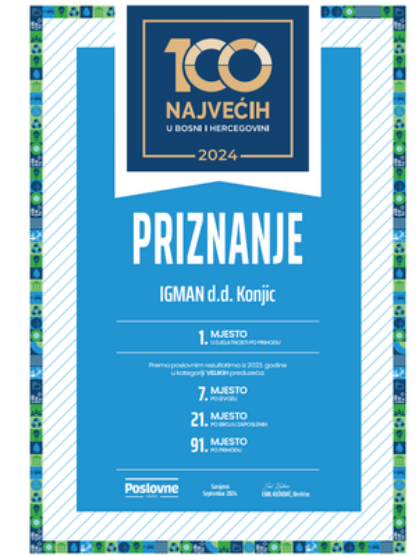 100
NAJVEĆIH
U BOSNI I HERCEGOVINI
2024
PRIZNANJE
IGMAN d.d. Konjic
1. MJESTO
U DJELATNOSTI PO PRIHODU
Prema poslovnim rezultatima iz 2023. godine
u kategoriji VELIKIH preduzeća:
7. MJESTO
PO IZVOZU
21. MJESTO
PO BROJU ZAPOSLENIH
91. MJESTO
PO PRIHODU
Poslovne
Sarajevo
Septembar 2024.